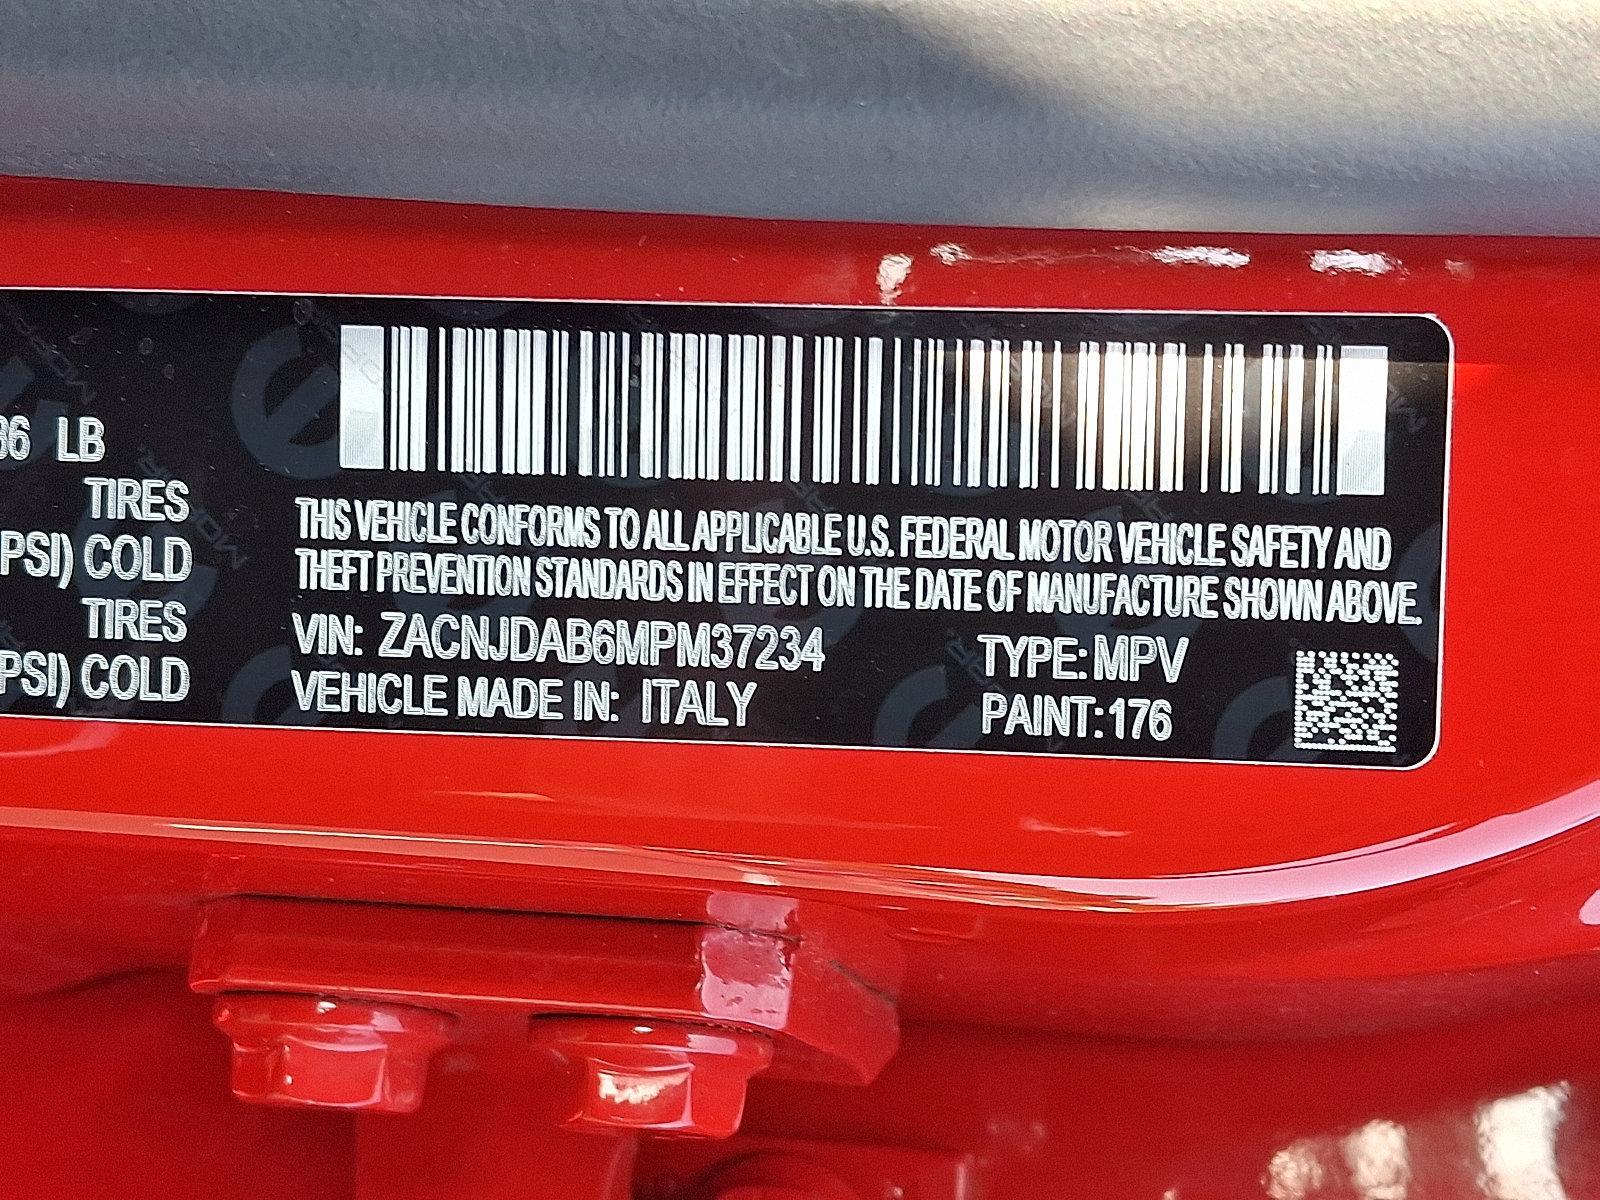 LB
TIRES
PSI) COLD
TIRES
PSI) COLD
THIS VEHICLE CONFORMS TO ALL APPLICABLE U.S. FEDERAL MOTOR VEHICLE SAFETY AND
THEFT PREVENTION STANDARDS IN EFFECT ON THE DATE OF MANUFACTURE SHOWN ABOVE.
VIN: ZACNJDAB6MPM37234 TYPE: MPV
VEHICLE MADE IN: ITALY PAINT: 176